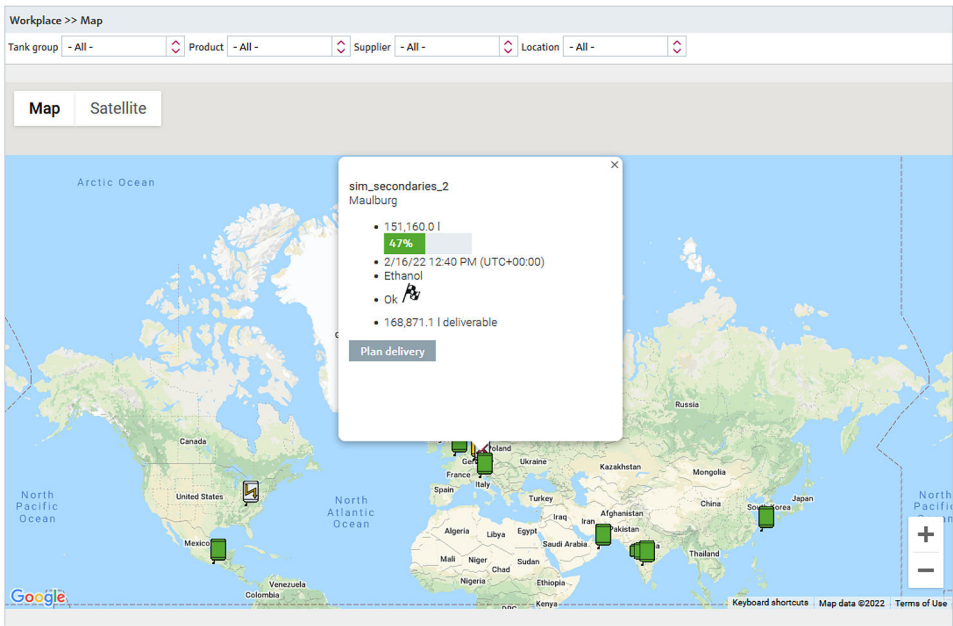 Workplace >> Map
Tank group - All - Product - All - Supplier - All - Location - All -
Map Satellite
Arctic Ocean
×
sim_secondaries_2
Maulburg
• 151,160.0 l
47%
• 2/16/22 12:40 PM (UTC+00:00)
• Ethanol
• Ok
• 168,871.1 l deliverable
Plan delivery
Russia
Canada
Poland
Ukraine
Kazakhstan
Mongolia
France
Spain
Italy
Turkey
United States
North
Pacific
Ocean
North
Atlantic
Ocean
China
Japan
North
Iraq
Iran
Afghanistan
Pakistan
Algeria
Libya
Egypt
Saudi Arabia
Mexico
Mali
Niger
Chad
Sudan
Thailand
Nigeria
Ethiopia
Venezuela
Colombia
Kenya
+
−
Google
Keyboard shortcuts Map data ©2022 Terms of Use